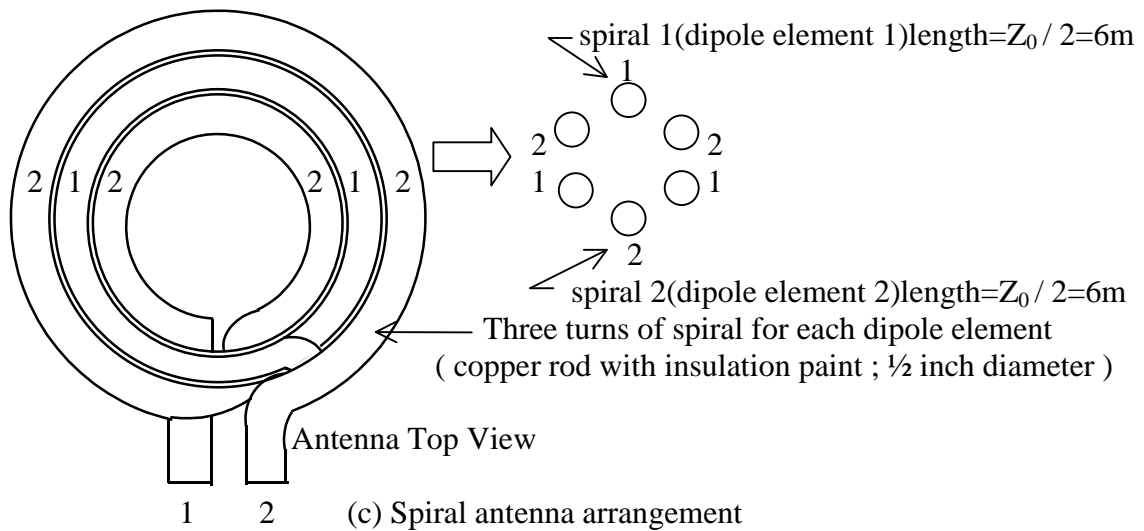 spiral 1(dipole element 1)length=Z₀ / 2=6m
1
2 2
1 1
2
2 1 2 2 1 2
spiral 2(dipole element 2)length=Z₀ / 2=6m
Three turns of spiral for each dipole element
( copper rod with insulation paint ; ½ inch diameter )
Antenna Top View
1 2 (c) Spiral antenna arrangement